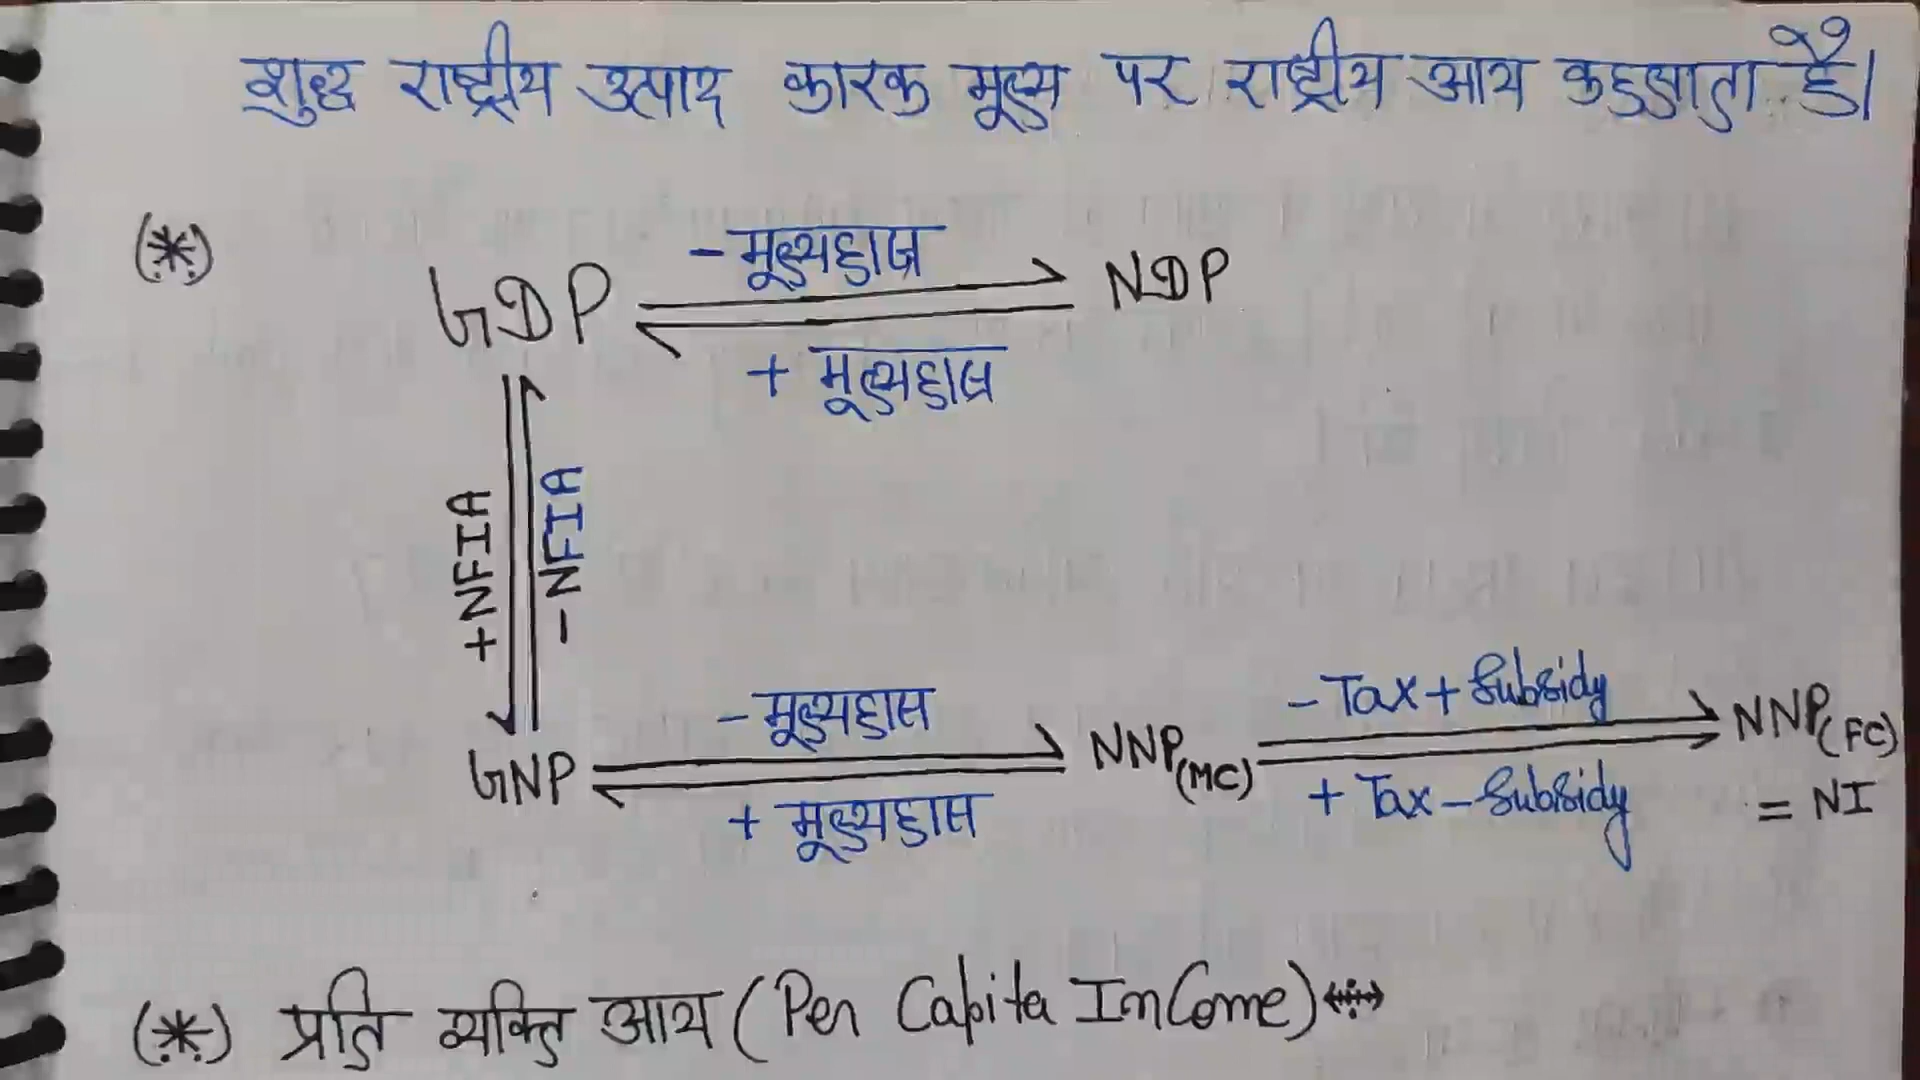 शुद्ध राष्ट्रीय उत्पाद कारक मूल्य पर राष्ट्रीय आय कहलाता है।
(*)
- मूल्यह्रास
GDP NDP
+ मूल्यह्रास
+NFIA -NFIA
- मूल्यह्रास - Tax + Subsidy
GNP NNP(MC) NNP(FC)
+ मूल्यह्रास + Tax - Subsidy = NI
(*) प्रति व्यक्ति आय (Per Capita InCome)